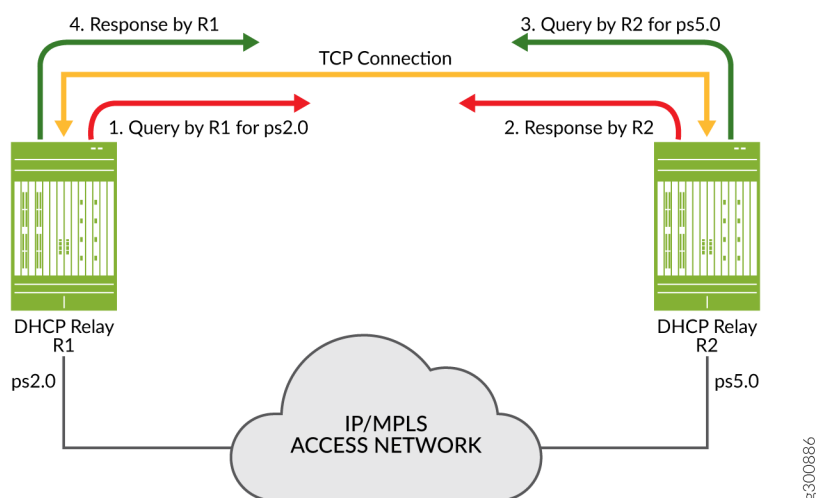 4. Response by R1
3. Query by R2 for ps5.0
TCP Connection
1. Query by R1 for ps2.0
2. Response by R2
DHCP Relay
R1
DHCP Relay
R2
ps2.0
ps5.0
IP/MPLS
ACCESS NETWORK
g300886